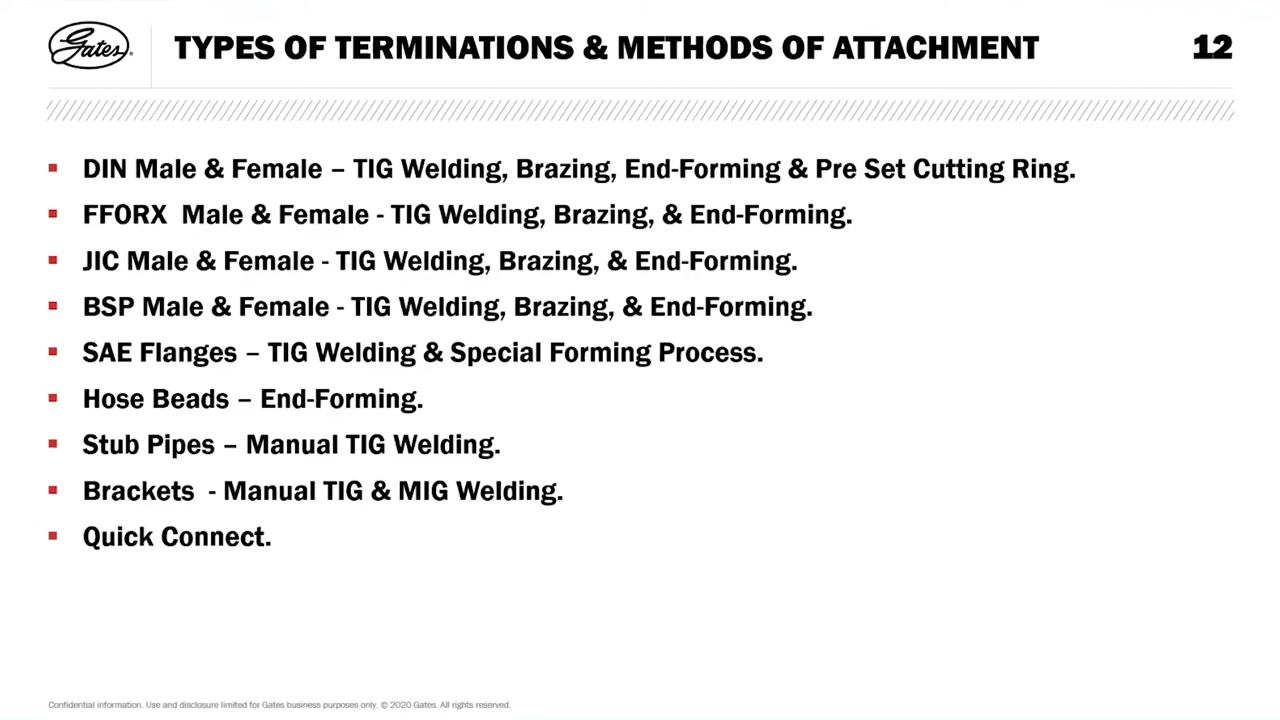 Gates
TYPES OF TERMINATIONS & METHODS OF ATTACHMENT
12
DIN Male & Female – TIG Welding, Brazing, End-Forming & Pre Set Cutting Ring.
FFORX  Male & Female - TIG Welding, Brazing, & End-Forming.
JIC Male & Female - TIG Welding, Brazing, & End-Forming.
BSP Male & Female - TIG Welding, Brazing, & End-Forming.
SAE Flanges – TIG Welding & Special Forming Process.
Hose Beads – End-Forming.
Stub Pipes – Manual TIG Welding.
Brackets  - Manual TIG & MIG Welding.
Quick Connect.
Confidential information. Use and disclosure limited for Gates business purposes only. © 2020 Gates. All rights reserved.